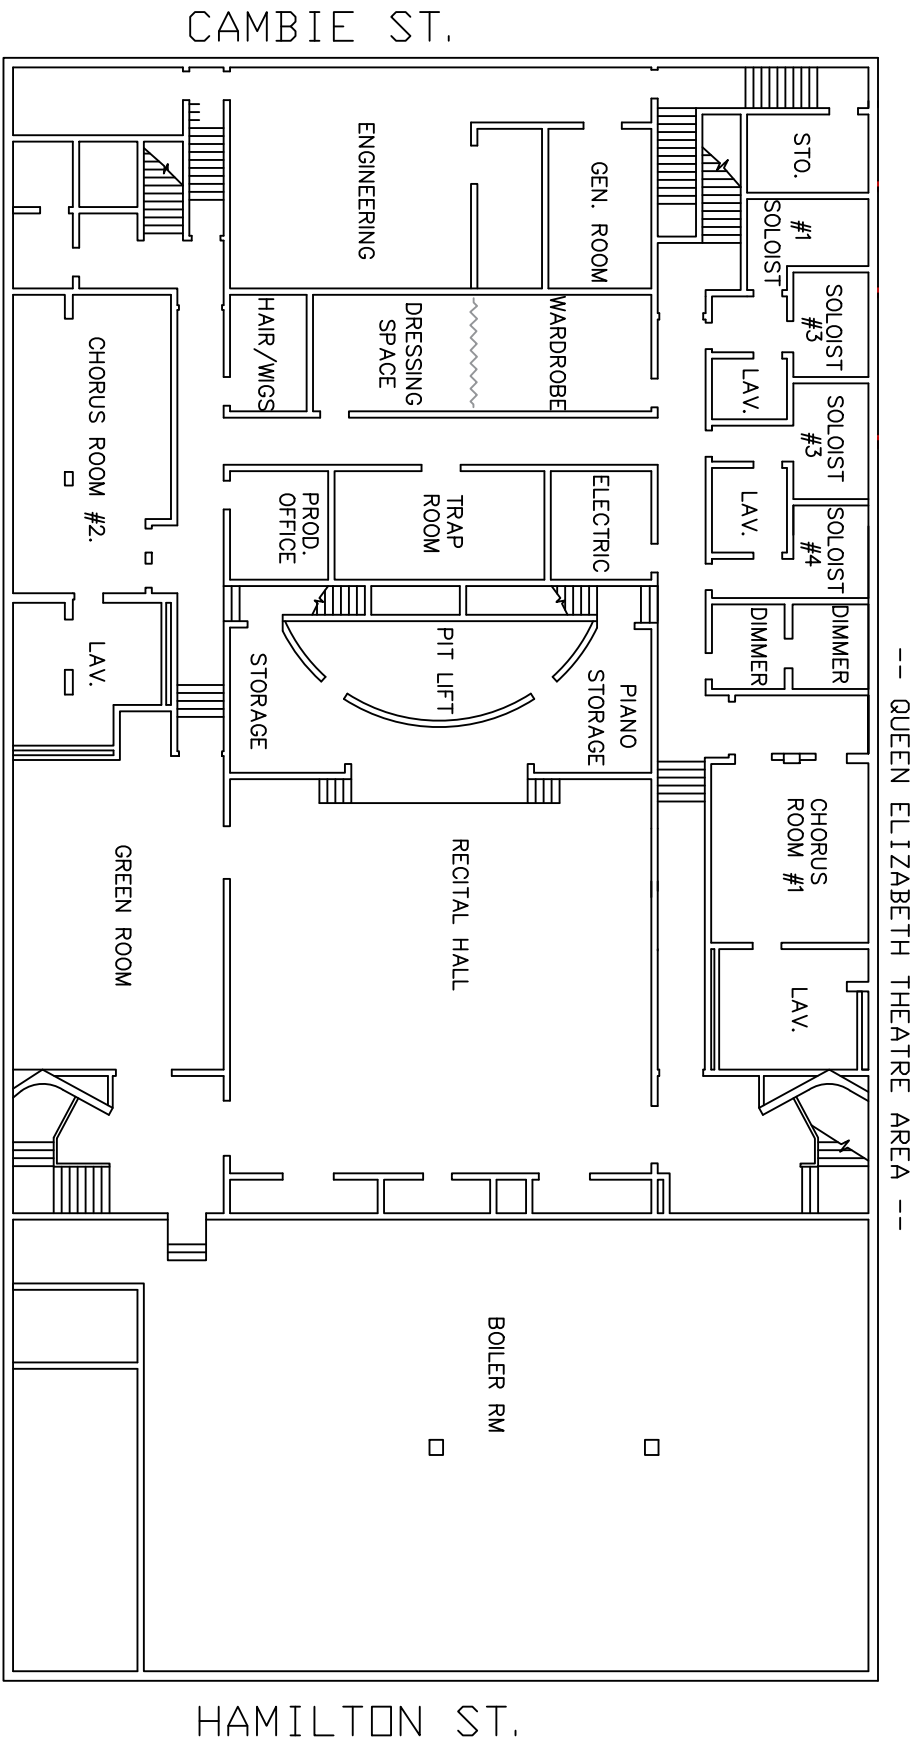 CAMBIE ST.
STO.
#1
SOLOIST
SOLOIST
#3
SOLOIST
#3
SOLOIST
#4
LAV.
LAV.
DIMMER
DIMMER
CHORUS
ROOM #1
LAV.
GEN. ROOM
ENGINEERING
WARDROBE
DRESSING
SPACE
HAIR/WIGS
ELECTRIC
TRAP
ROOM
PROD.
OFFICE
PIANO
STORAGE
PIT LIFT
STORAGE
RECITAL HALL
CHORUS ROOM #2.
LAV.
GREEN ROOM
BOILER RM
-- QUEEN ELIZABETH THEATRE AREA --
HAMILTON ST.